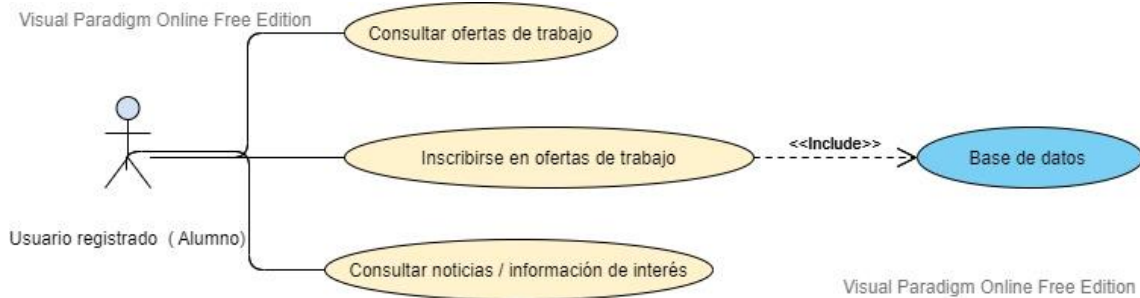 Visual Paradigm Online Free Edition
Consultar ofertas de trabajo
Inscribirse en ofertas de trabajo
<<Include>>
Base de datos
Usuario registrado ( Alumno)
Consultar noticias / información de interés
Visual Paradigm Online Free Edition